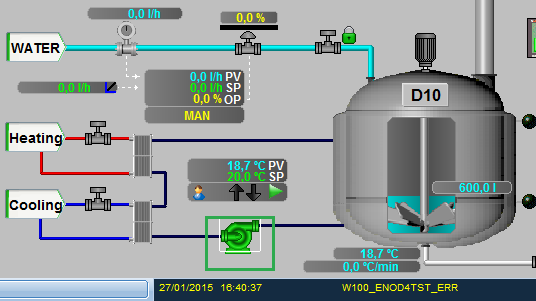 0,0 l/h
0,0 %
WATER
0,0 l/h
0,0 l/h PV
0,0 l/h SP
0,0 % OP
MAN
D10
Heating
18,7 °C PV
20,0 °C SP
600,0 l
Cooling
18,7 °C
0,0 °C/min
27/01/2015 16:40:37
W100_ENOD4TST_ERR